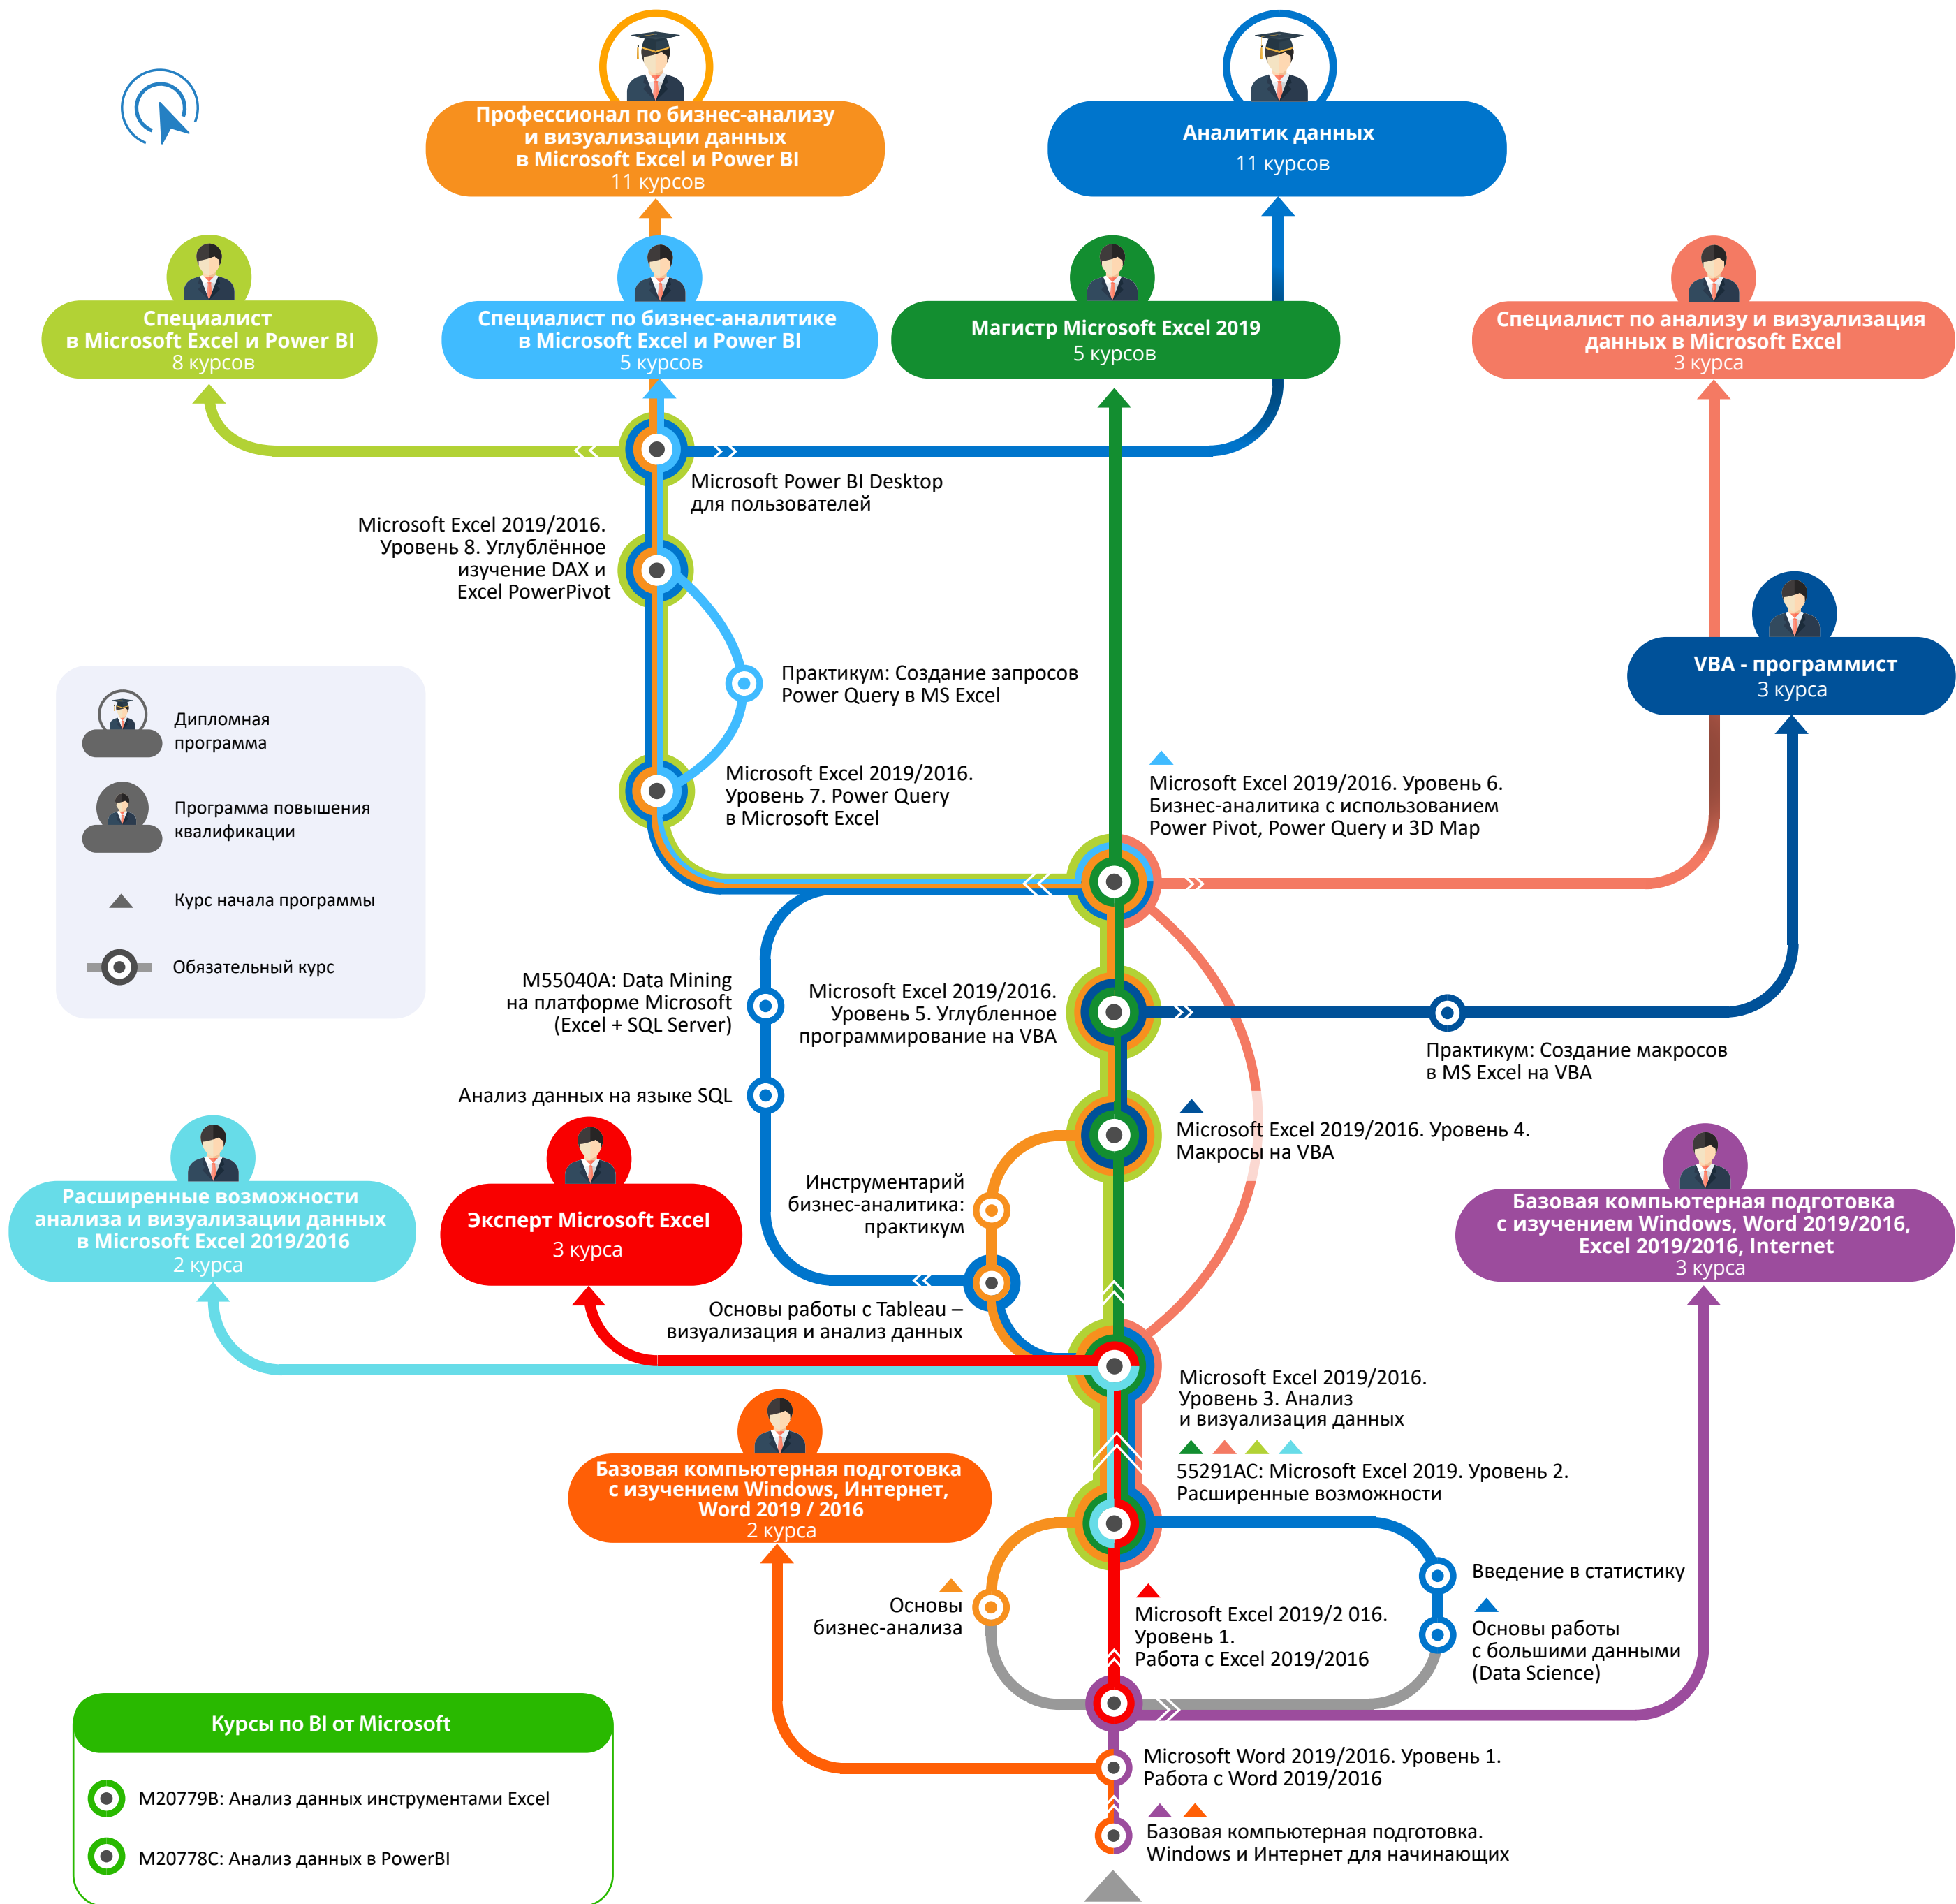 Профессионал по бизнес-анализу
и визуализации данных
в Microsoft Excel и Power BI
11 курсов
Аналитик данных
11 курсов
Специалист
в Microsoft Excel и Power BI
8 курсов
Специалист по бизнес-аналитике
в Microsoft Excel и Power BI
5 курсов
Магистр Microsoft Excel 2019
5 курсов
Специалист по анализу и визуализация
данных в Microsoft Excel
3 курса
Microsoft Power BI Desktop
для пользователей
Microsoft Excel 2019/2016.
Уровень 8. Углублённое
изучение DAX и
Excel PowerPivot
Практикум: Создание запросов
Power Query в MS Excel
VBA - программист
3 курса
Дипломная
программа
Программа повышения
квалификации
Курс начала программы
Обязательный курс
Microsoft Excel 2019/2016.
Уровень 7. Power Query
в Microsoft Excel
Microsoft Excel 2019/2016. Уровень 6.
Бизнес-аналитика с использованием
Power Pivot, Power Query и 3D Map
M55040A: Data Mining
на платформе Microsoft
(Excel + SQL Server)
Microsoft Excel 2019/2016.
Уровень 5. Углубленное
программирование на VBA
Практикум: Создание макросов
в MS Excel на VBA
Анализ данных на языке SQL
Microsoft Excel 2019/2016. Уровень 4.
Макросы на VBA
Инструментарий
бизнес-аналитика:
практикум
Расширенные возможности
анализа и визуализации данных
в Microsoft Excel 2019/2016
2 курса
Эксперт Microsoft Excel
3 курса
Базовая компьютерная подготовка
с изучением Windows, Word 2019/2016,
Excel 2019/2016, Internet
3 курса
Основы работы с Tableau –
визуализация и анализ данных
Microsoft Excel 2019/2016.
Уровень 3. Анализ
и визуализация данных
55291AC: Microsoft Excel 2019. Уровень 2.
Расширенные возможности
Базовая компьютерная подготовка
с изучением Windows, Интернет,
Word 2019 / 2016
2 курса
Основы
бизнес-анализа
Microsoft Excel 2019/2 016.
Уровень 1.
Работа с Excel 2019/2016
Введение в статистику
Основы работы
с большими данными
(Data Science)
Курсы по BI от Microsoft
M20779B: Анализ данных инструментами Excel
M20778C: Анализ данных в PowerBI
Microsoft Word 2019/2016. Уровень 1.
Работа с Word 2019/2016
Базовая компьютерная подготовка.
Windows и Интернет для начинающих